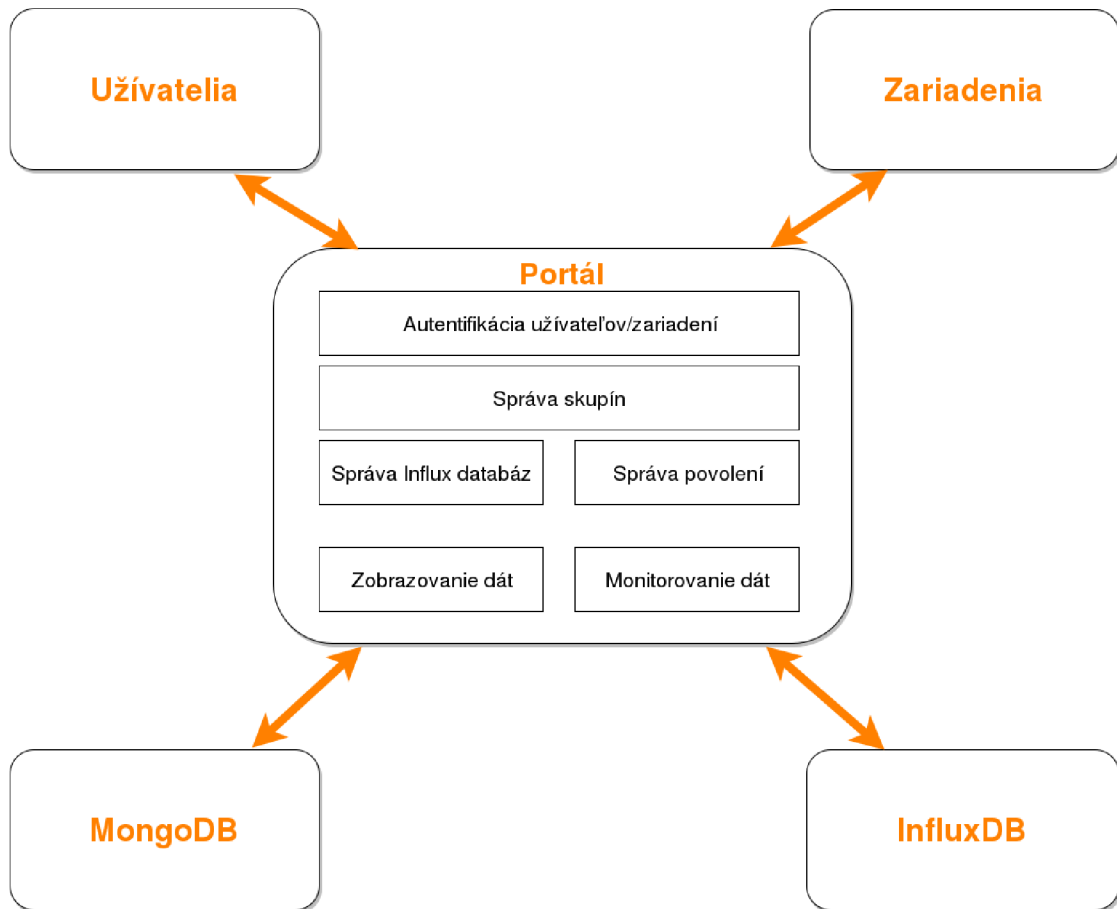 Užívatelia
Zariadenia
Portál
Autentifikácia užívateľov/zariadení
Správa skupín
Správa Influx databáz
Správa povolení
Zobrazovanie dát
Monitorovanie dát
MongoDB
InfluxDB